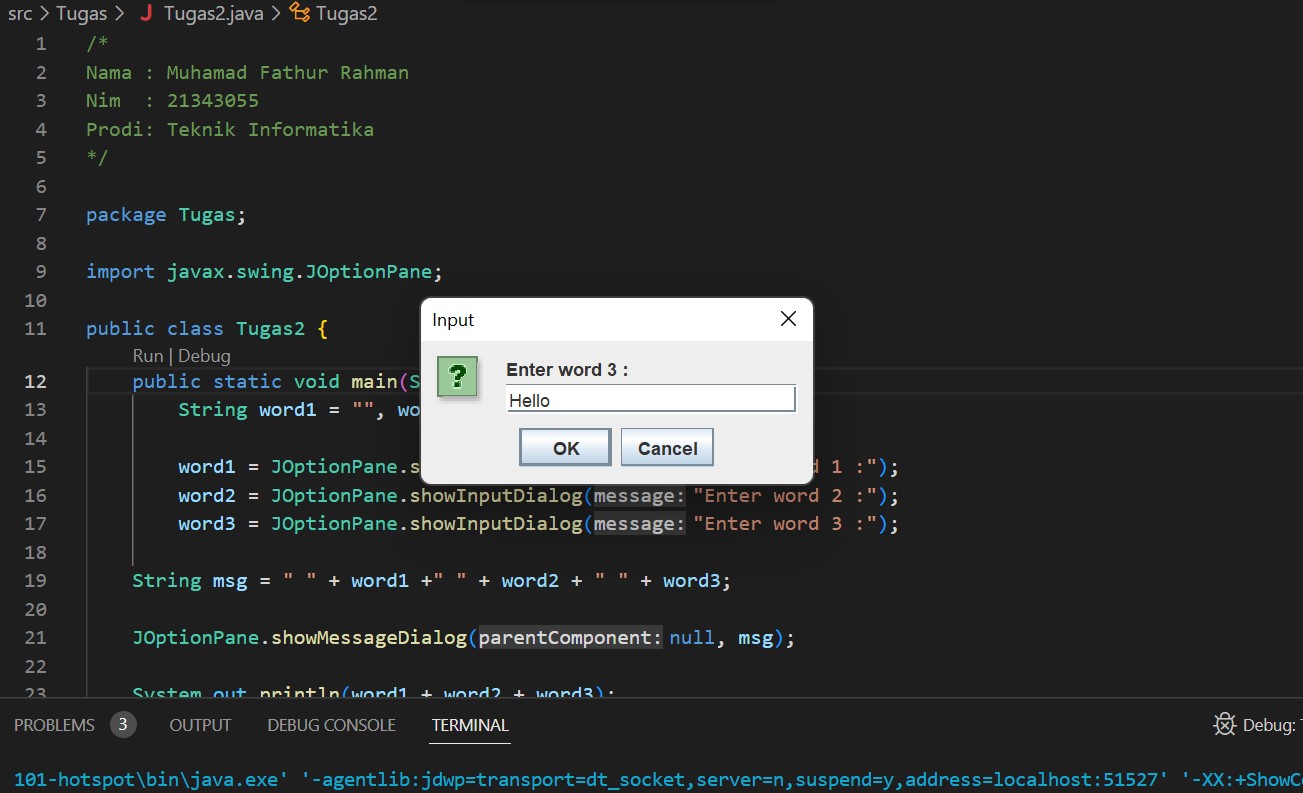 src > Tugas > J Tugas2.java > Tugas2
1 /*
2 Nama : Muhamad Fathur Rahman
3 Nim  : 21343055
4 Prodi: Teknik Informatika
5 */
6
7 package Tugas;
8
9 import javax.swing.JOptionPane;
10
11 public class Tugas2 {
Run | Debug
12 public static void main(S
13 String word1 = "", wo
14
15 word1 = JOptionPane.s d 1 :");
16 word2 = JOptionPane.showInputDialog(message: "Enter word 2 :");
17 word3 = JOptionPane.showInputDialog(message: "Enter word 3 :");
18
19 String msg = " " + word1 +" " + word2 + " " + word3;
20
21 JOptionPane.showMessageDialog(parentComponent: null, msg);
22
23 System.out.println(word1 + word2 + word3);
Input
Enter word 3 :
Hello
OK Cancel
PROBLEMS 3 OUTPUT DEBUG CONSOLE TERMINAL Debug:
101-hotspot\bin\java.exe' '-agentlib:jdwp=transport=dt_socket,server=n,suspend=y,address=localhost:51527' '-XX:+ShowC